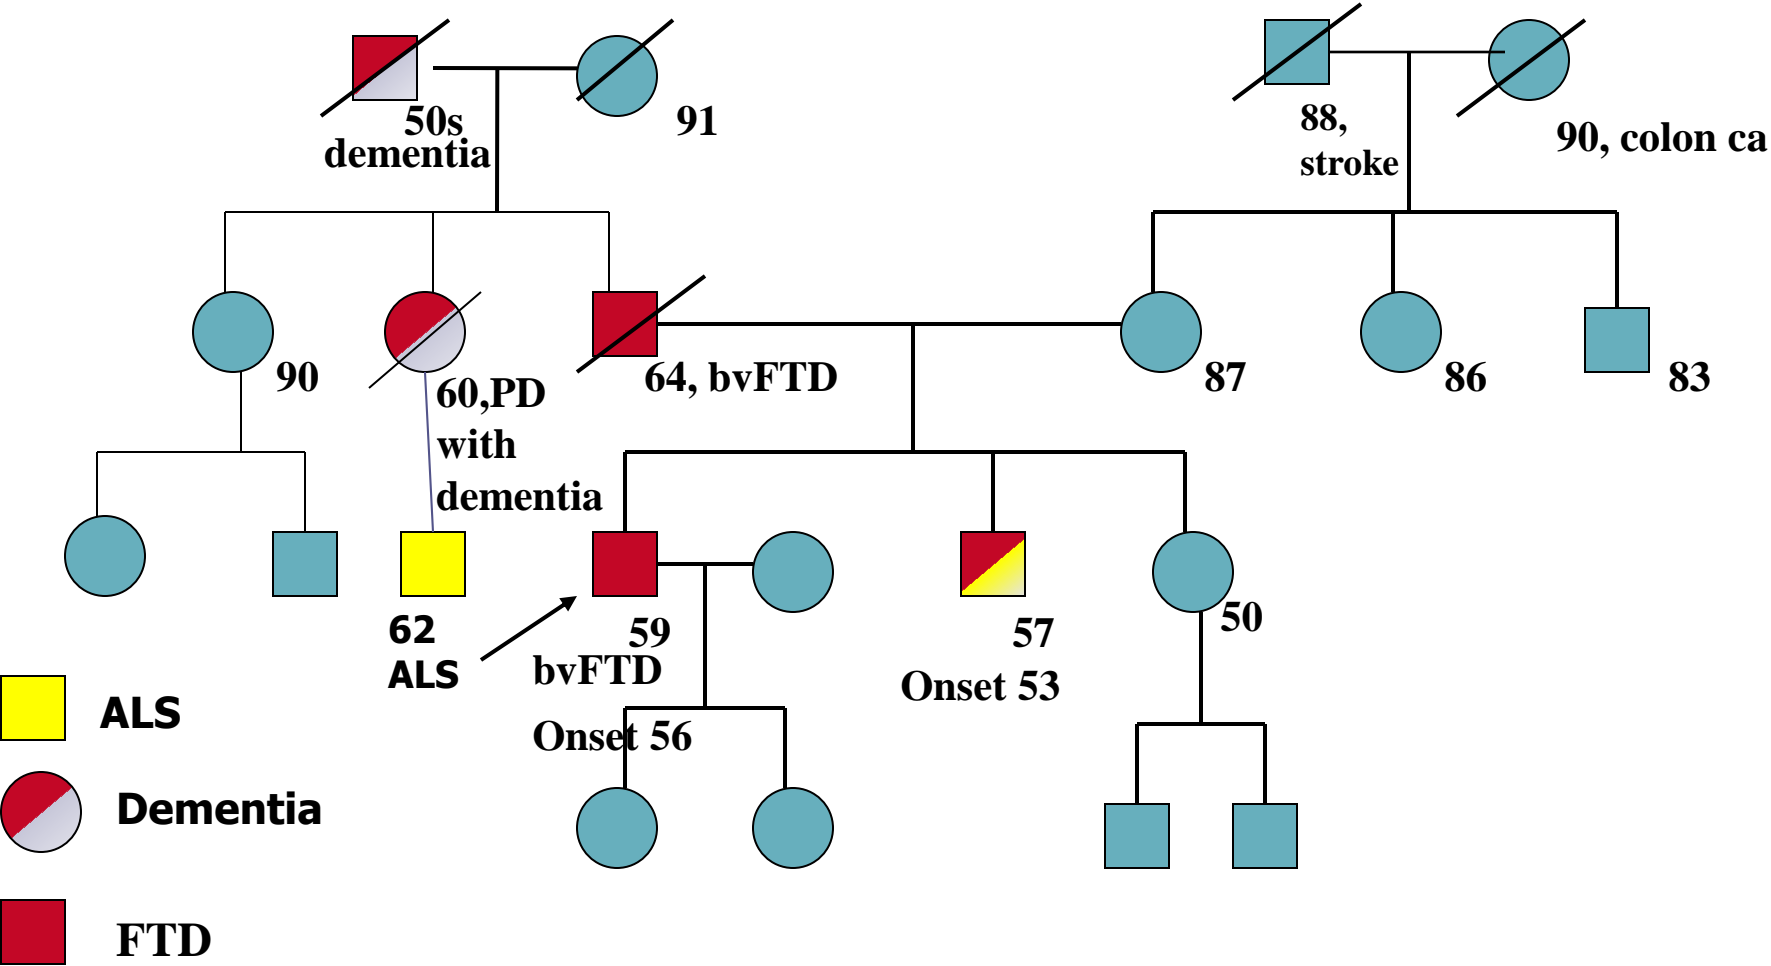 50s
dementia
91
88,
stroke
90, colon ca
90
60,PD
with
dementia
64, bvFTD
87
86
83
62
ALS
59
bvFTD
Onset 56
57
Onset 53
50
ALS
Dementia
FTD